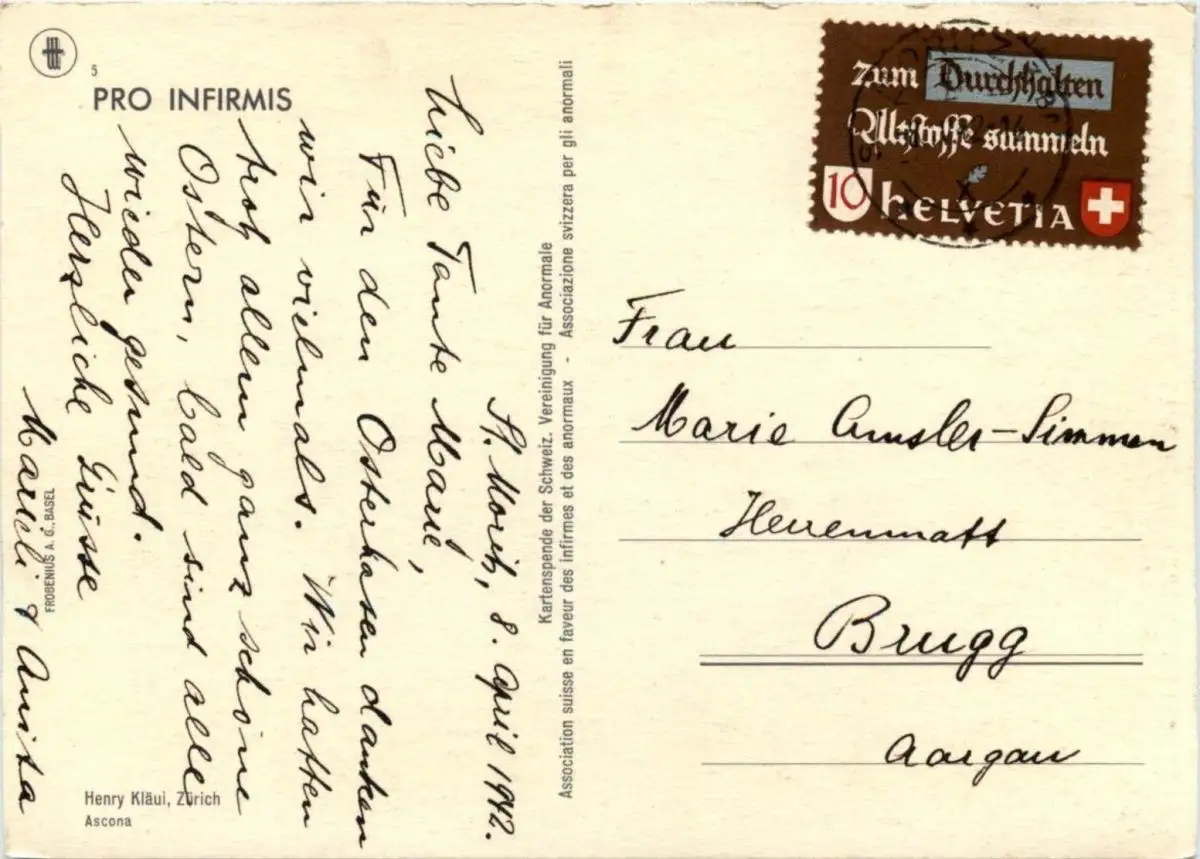 5
PRO INFIRMIS
St. Moritz, 8. April 1942.
Liebe Tante Marie,
Für den Osterhasen danken
wir vielmals. Wir hatten
trotz allem ganz schöne
Ostern, bald sind alle
wieder gesund.
Herzliche Grüsse
Marieli & Anita
FROBENIUS A. G., BASEL
Henry Kläui, Zürich
Ascona
Kartenspende der Schweiz. Vereinigung für Anormale
Association suisse en faveur des infirmes et des anormaux - Associazione svizzera per gli anormali
Zum Durchhalten
Altstoffe sammeln
10 HELVETIA
Frau
Marie Amsler-Simmen
Herrenmatt
Brugg
Aargau